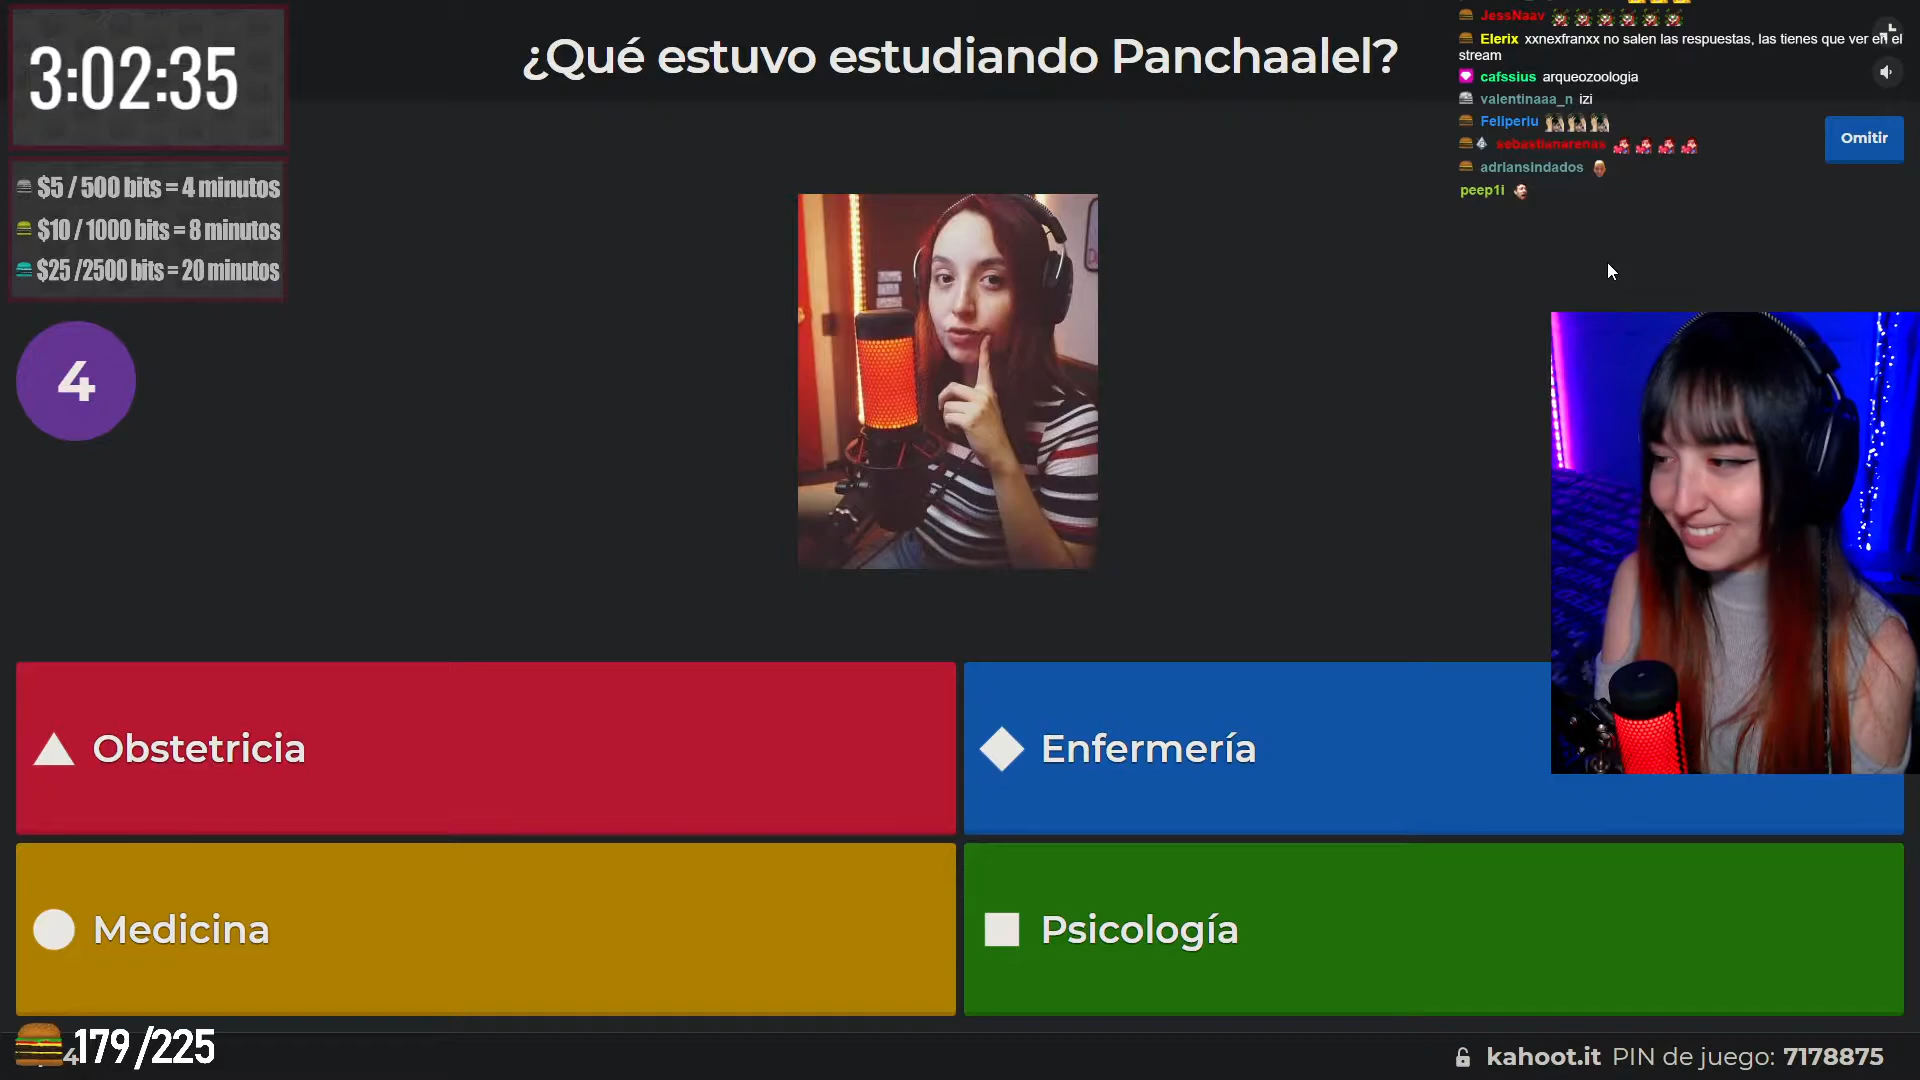 3:02:35
$5 / 500 bits = 4 minutos
$10 / 1000 bits = 8 minutos
$25 /2500 bits = 20 minutos
4
¿Qué estuvo estudiando Panchaalel?
JessNaav
Elerix xxnexfranxx no salen las respuestas, las tienes que ver en el
stream
cafssius arqueozoologia
valentinaaa_n izi
Feliperiu
sebastianarenas
adriansindados
peep1i
Omitir
Obstetricia
Enfermería
Medicina
Psicología
179/225
kahoot.it PIN de juego: 7178875